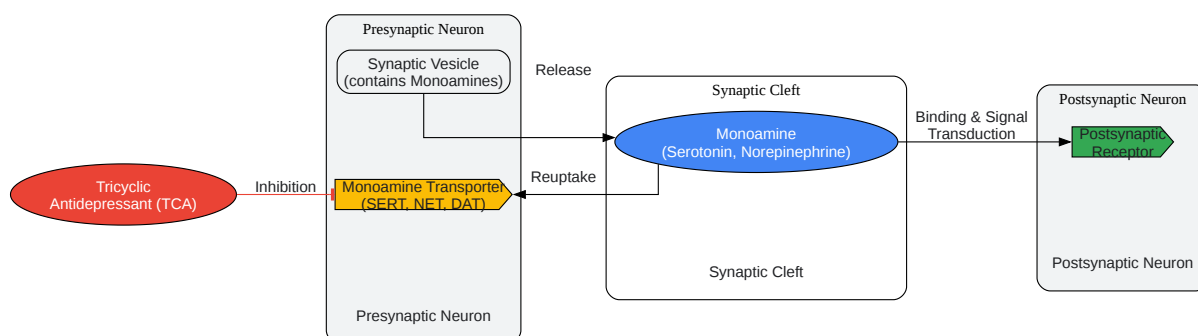 Presynaptic Neuron
Synaptic Vesicle
(contains Monoamines)
Release
Synaptic Cleft
Monoamine
(Serotonin, Norepinephrine)
Binding & Signal
Transduction
Postsynaptic Neuron
Postsynaptic
Receptor
Tricyclic
Antidepressant (TCA)
Inhibition
Monoamine Transporter
(SERT, NET, DAT)
Reuptake
Synaptic Cleft
Postsynaptic Neuron
Presynaptic Neuron